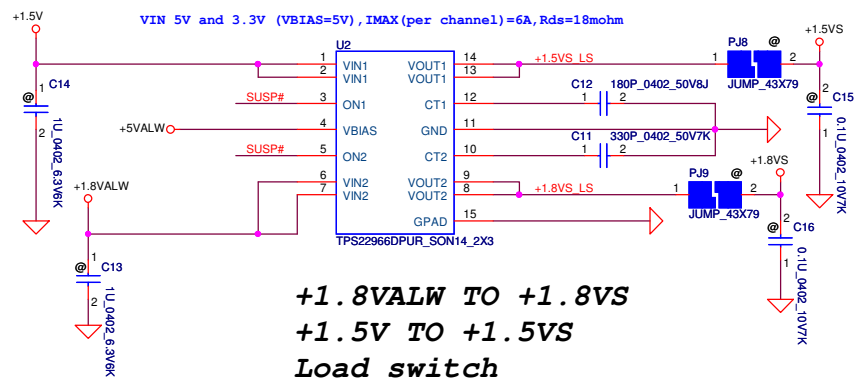 VIN 5V and 3.3V (VBIAS=5V),IMAX(per channel)=6A,Rds=18mohm
+1.5V
U2
1 VIN1
2 VIN1
SUSP# 3 ON1
+5VALW 4 VBIAS
SUSP# 5 ON2
6 VIN2
7 VIN2
VOUT1 14
VOUT1 13
CT1 12
GND 11
CT2 10
VOUT2 9
VOUT2 8
GPAD 15
TPS22966DPUR_SON14_2X3
@ 1 C14
2
1U_0402_6.3V6K
+1.8VALW
@ 1 C13
2
1U_0402_6.3V6K
+1.5VS_LS
PJ8 @
1 2
JUMP_43X79
+1.5VS
C12 180P_0402_50V8J
1 2
C11 330P_0402_50V7K
1 2
@ 2 C15
1
0.1U_0402_10V7K
+1.8VS_LS
PJ9 @
1 2
JUMP_43X79
+1.8VS
@ 2 C16
1
0.1U_0402_10V7K
+1.8VALW TO +1.8VS
+1.5V TO +1.5VS
Load switch